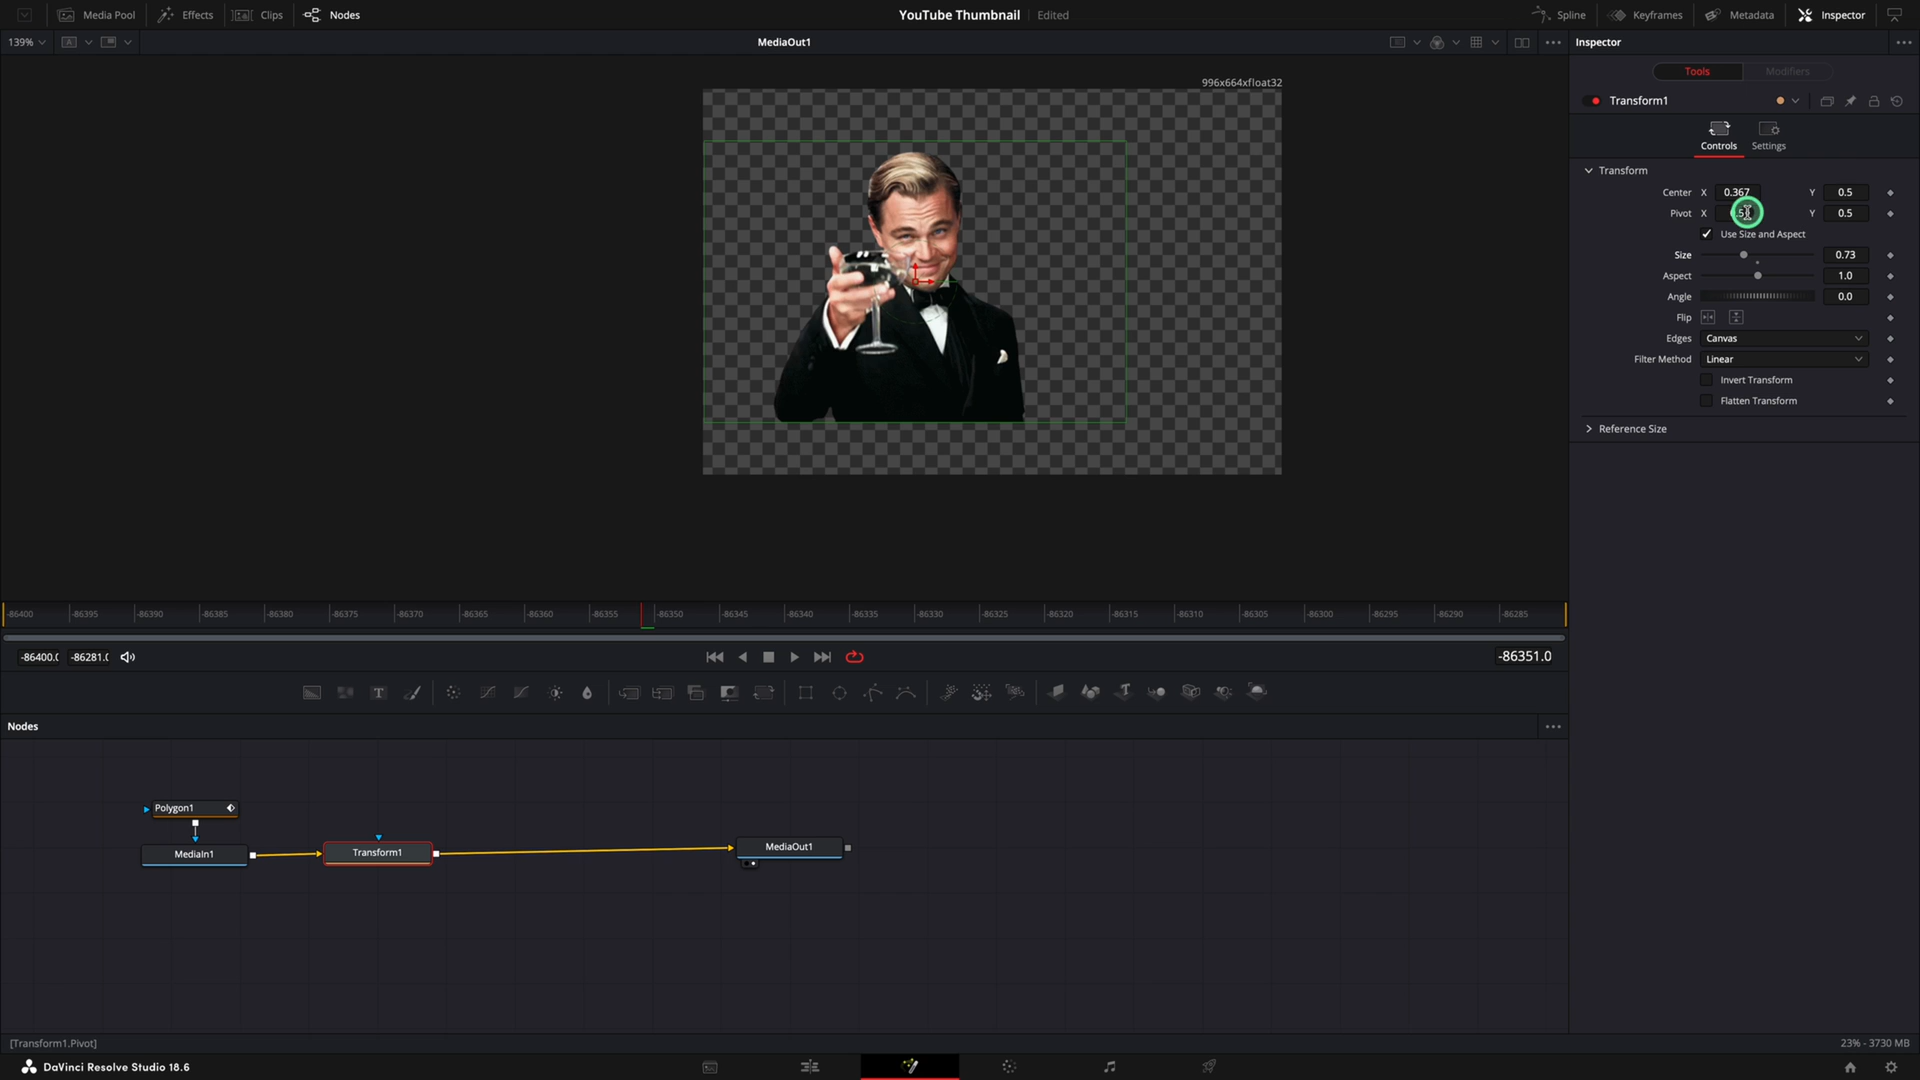 Media Pool Effects Clips Nodes YouTube Thumbnail Edited Spline Keyframes Metadata Inspector
139% MediaOut1 Inspector
996x664xfloat32
Tools Modifiers
Transform1
Controls Settings
Transform
Center X 0.367 Y 0.5
Pivot X Y 0.5
Use Size and Aspect
Size 0.73
Aspect 1.0
Angle 0.0
Flip
Edges Canvas
Filter Method Linear
Invert Transform
Flatten Transform
Reference Size
-86400 -86395 -86390 -86385 -86380 -86375 -86370 -86365 -86360 -86355 -86350 -86345 -86340 -86335 -86330 -86325 -86320 -86315 -86310 -86305 -86300 -86295 -86290 -86285
-86400.0 -86281.0 -86351.0
Nodes
Polygon1
MediaIn1 Transform1 MediaOut1
[Transform1.Pivot] 23% - 3730 MB
DaVinci Resolve Studio 18.6